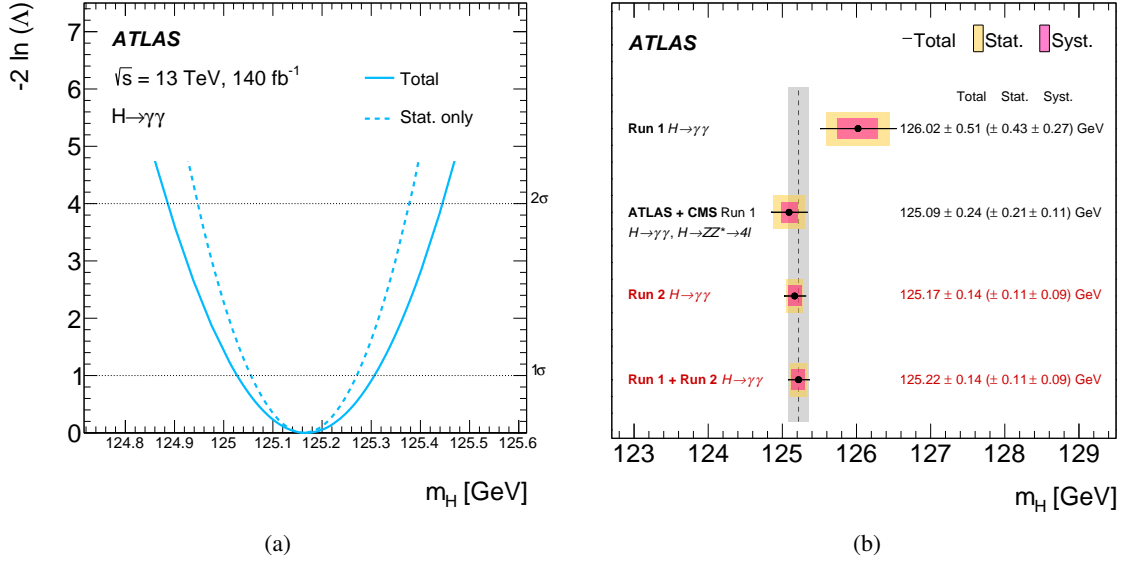 -2 ln (Λ)
7
6
5
4
3
2
1
0
ATLAS
√s = 13 TeV, 140 fb⁻¹
H→γγ
Total
Stat. only
2σ
1σ
124.8 124.9 125 125.1 125.2 125.3 125.4 125.5 125.6
m_H [GeV]
(a)
ATLAS
Total Stat. Syst.
Total Stat. Syst.
Run 1 H→γγ 126.02 ± 0.51 (± 0.43 ± 0.27) GeV
ATLAS + CMS Run 1 125.09 ± 0.24 (± 0.21 ± 0.11) GeV
H→γγ, H→ZZ*→4l
Run 2 H→γγ 125.17 ± 0.14 (± 0.11 ± 0.09) GeV
Run 1 + Run 2 H→γγ 125.22 ± 0.14 (± 0.11 ± 0.09) GeV
123 124 125 126 127 128 129
m_H [GeV]
(b)